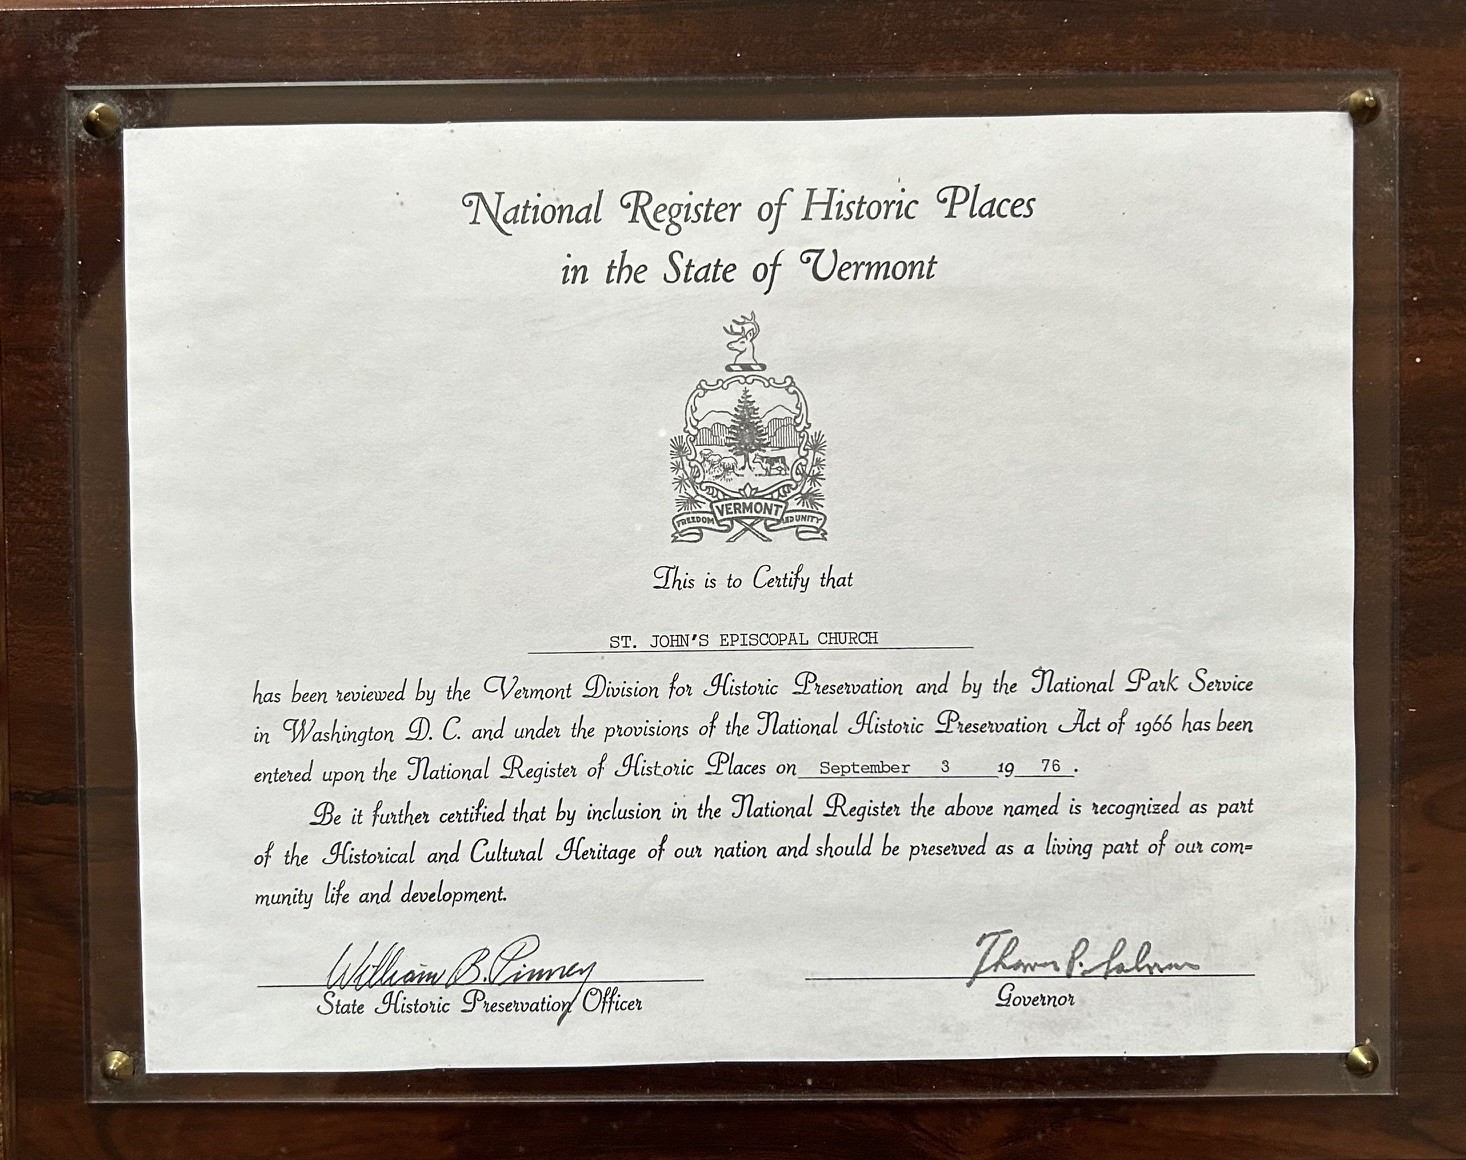 National Register of Historic Places
in the State of Vermont
FREEDOM VERMONT AND UNITY
This is to Certify that
ST. JOHN'S EPISCOPAL CHURCH
has been reviewed by the Vermont Division for Historic Preservation and by the National Park Service
in Washington D. C. and under the provisions of the National Historic Preservation Act of 1966 has been
entered upon the National Register of Historic Places on September 3 19 76.
Be it further certified that by inclusion in the National Register the above named is recognized as part
of the Historical and Cultural Heritage of our nation and should be preserved as a living part of our com=
munity life and development.
William B. Pinney Thomas P. Salmon
State Historic Preservation Officer Governor